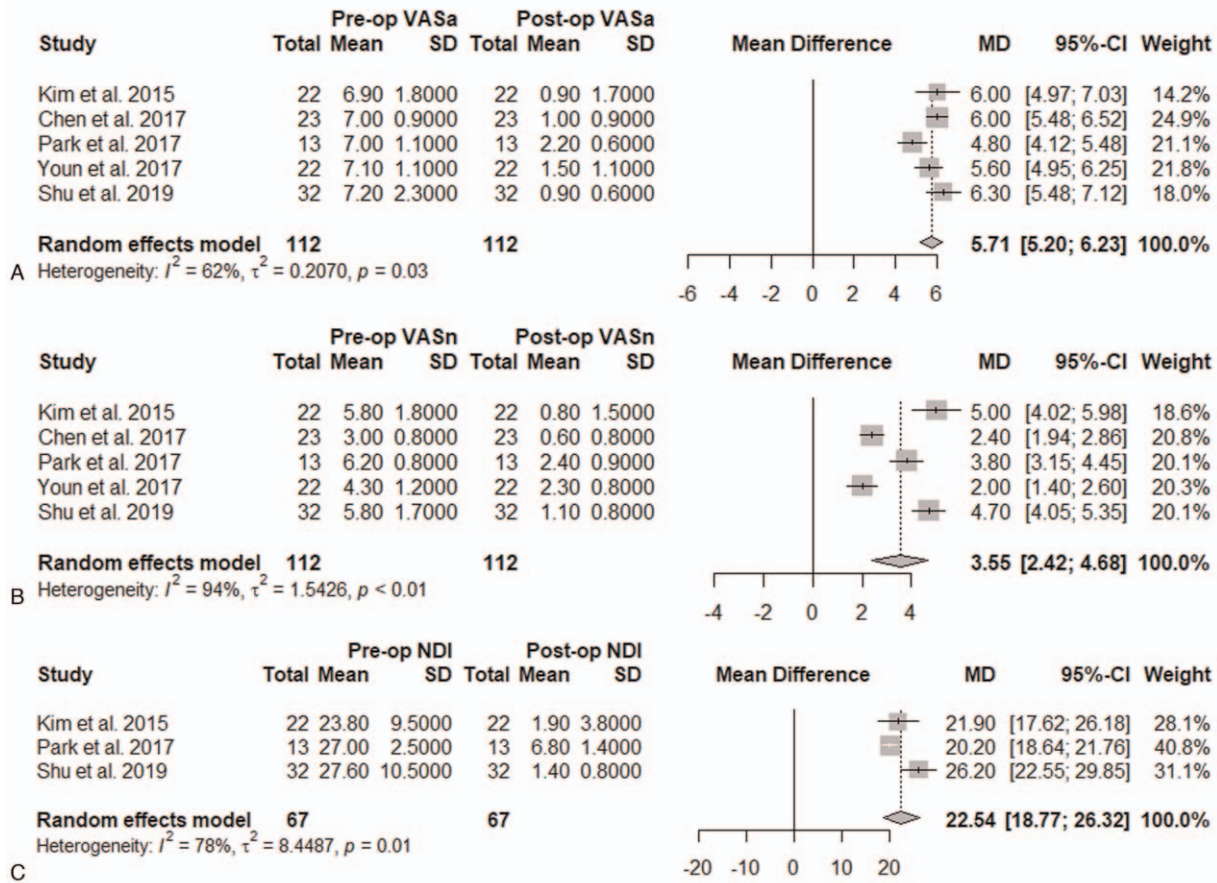 Pre-op VASa Post-op VASa
Study Total Mean SD Total Mean SD Mean Difference MD 95%-CI Weight
Kim et al. 2015 22 6.90 1.8000 22 0.90 1.7000 6.00 [4.97; 7.03] 14.2%
Chen et al. 2017 23 7.00 0.9000 23 1.00 0.9000 6.00 [5.48; 6.52] 24.9%
Park et al. 2017 13 7.00 1.1000 13 2.20 0.6000 4.80 [4.12; 5.48] 21.1%
Youn et al. 2017 22 7.10 1.1000 22 1.50 1.1000 5.60 [4.95; 6.25] 21.8%
Shu et al. 2019 32 7.20 2.3000 32 0.90 0.6000 6.30 [5.48; 7.12] 18.0%
Random effects model 112 112 5.71 [5.20; 6.23] 100.0%
A Heterogeneity: I² = 62%, τ² = 0.2070, p = 0.03
-6 -4 -2 0 2 4 6
Pre-op VASn Post-op VASn
Study Total Mean SD Total Mean SD Mean Difference MD 95%-CI Weight
Kim et al. 2015 22 5.80 1.8000 22 0.80 1.5000 5.00 [4.02; 5.98] 18.6%
Chen et al. 2017 23 3.00 0.8000 23 0.60 0.8000 2.40 [1.94; 2.86] 20.8%
Park et al. 2017 13 6.20 0.8000 13 2.40 0.9000 3.80 [3.15; 4.45] 20.1%
Youn et al. 2017 22 4.30 1.2000 22 2.30 0.8000 2.00 [1.40; 2.60] 20.3%
Shu et al. 2019 32 5.80 1.7000 32 1.10 0.8000 4.70 [4.05; 5.35] 20.1%
Random effects model 112 112 3.55 [2.42; 4.68] 100.0%
B Heterogeneity: I² = 94%, τ² = 1.5426, p < 0.01
-4 -2 0 2 4
Pre-op NDI Post-op NDI
Study Total Mean SD Total Mean SD Mean Difference MD 95%-CI Weight
Kim et al. 2015 22 23.80 9.5000 22 1.90 3.8000 21.90 [17.62; 26.18] 28.1%
Park et al. 2017 13 27.00 2.5000 13 6.80 1.4000 20.20 [18.64; 21.76] 40.8%
Shu et al. 2019 32 27.60 10.5000 32 1.40 0.8000 26.20 [22.55; 29.85] 31.1%
Random effects model 67 67 22.54 [18.77; 26.32] 100.0%
Heterogeneity: I² = 78%, τ² = 8.4487, p = 0.01
C -20 -10 0 10 20